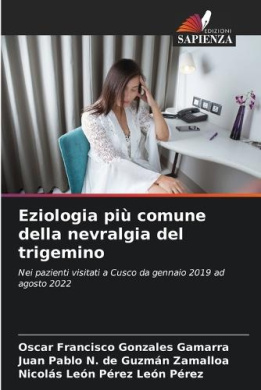 EDIZIONI
SAPIENZA
Eziologia più comune
della nevralgia del
trigemino
Nei pazienti visitati a Cusco da gennaio 2019 ad
agosto 2022
Oscar Francisco Gonzales Gamarra
Juan Pablo N. de Guzmán Zamalloa
Nicolás León Pérez León Pérez